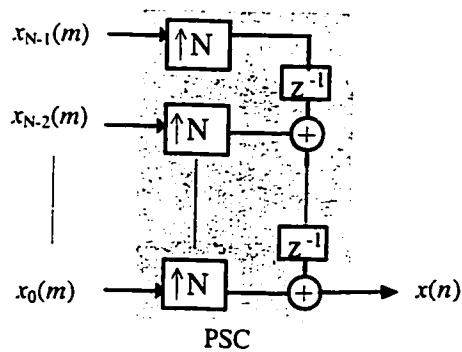 x_{N-1}(m) ↑N
z^{-1}
x_{N-2}(m) ↑N +
z^{-1}
x_0(m) ↑N + x(n)
PSC